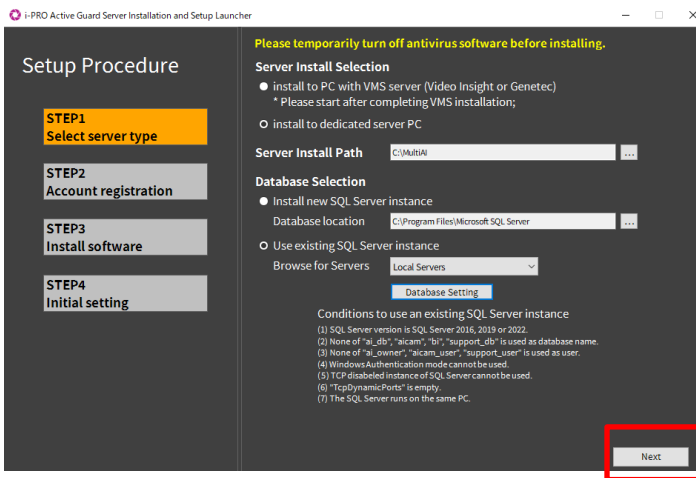 i-PRO Active Guard Server Installation and Setup Launcher
Setup Procedure
STEP1
Select server type
STEP2
Account registration
STEP3
Install software
STEP4
Initial setting
Please temporarily turn off antivirus software before installing.
Server Install Selection
install to PC with VMS server (Video Insight or Genetec)
* Please start after completing VMS installation;
install to dedicated server PC
Server Install Path
C:\MultiAI
...
Database Selection
Install new SQL Server instance
Database location
C:\Program Files\Microsoft SQL Server
...
Use existing SQL Server instance
Browse for Servers
Local Servers
Database Setting
Conditions to use an existing SQL Server instance
(1) SQL Server version is SQL Server 2016, 2019 or 2022.
(2) None of "ai_db", "aicam", "bi", "support_db" is used as database name.
(3) None of "ai_owner", "aicam_user", "support_user" is used as user.
(4) Windows Authentication mode cannot be used.
(5) TCP disabeled instance of SQL Server cannot be used.
(6) "TcpDynamicPorts" is empty.
(7) The SQL Server runs on the same PC.
Next